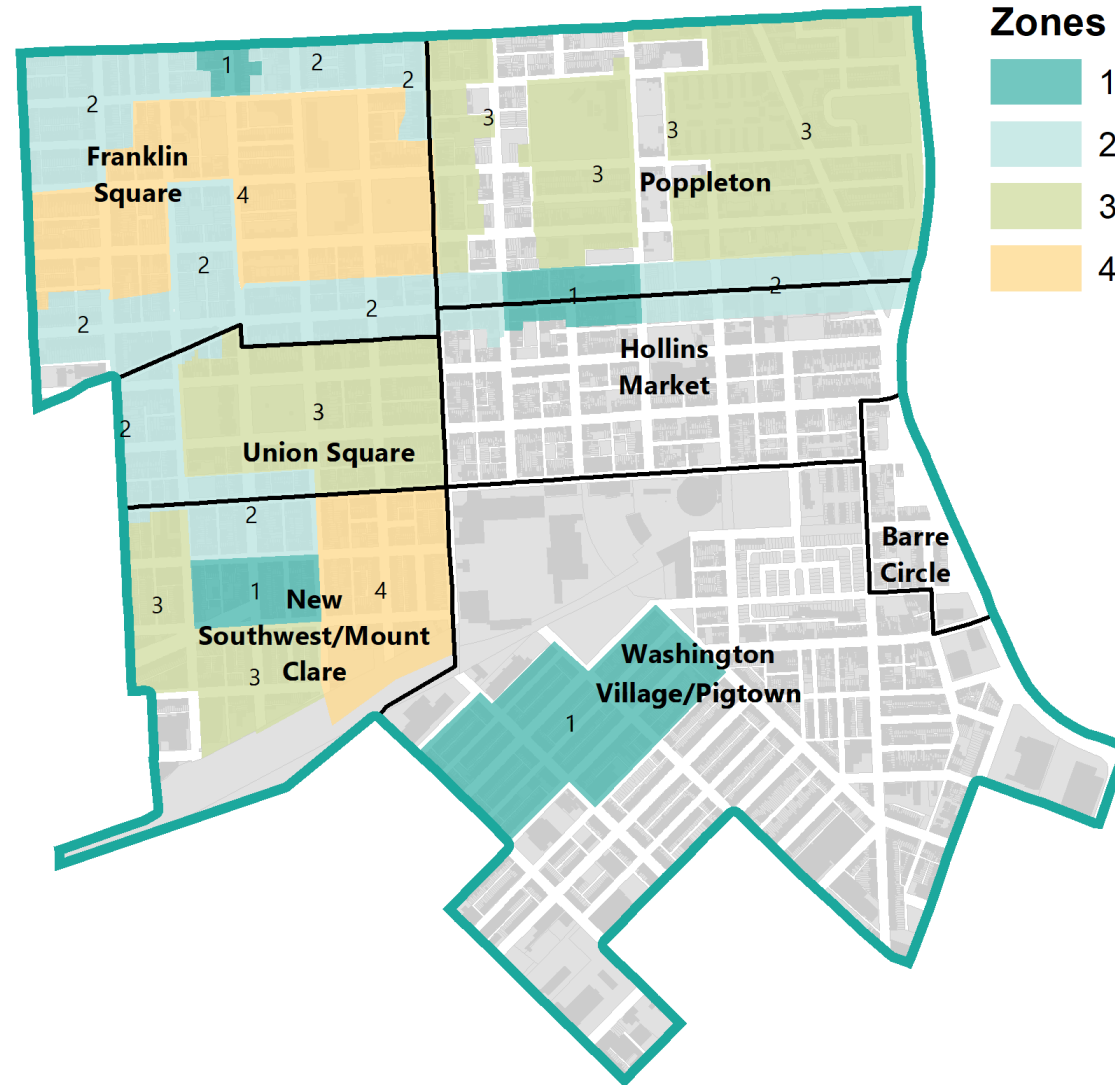 Zones
1
2
3
4
1
2
2
2
Franklin
Square
4
2
2
2
3
3
3
3
Poppleton
1
2
Hollins
Market
2
3
Union Square
2
3
1
4
New
Southwest/Mount
Clare
3
Barre
Circle
Washington
Village/Pigtown
1